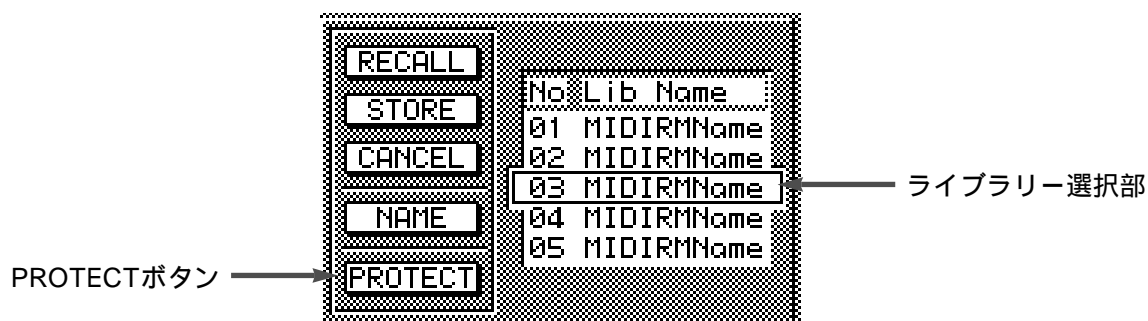 RECALL
STORE
CANCEL
NAME
PROTECT
No Lib Name
01 MIDIRMName
02 MIDIRMName
03 MIDIRMName
04 MIDIRMName
05 MIDIRMName
ライブラリー選択部
PROTECTボタン